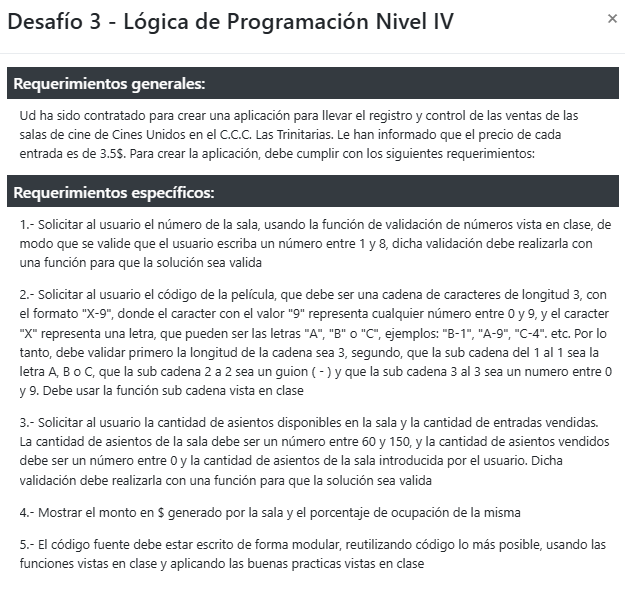 Desafío 3 - Lógica de Programación Nivel IV
×
Requerimientos generales:
Ud ha sido contratado para crear una aplicación para llevar el registro y control de las ventas de las
salas de cine de Cines Unidos en el C.C.C. Las Trinitarias. Le han informado que el precio de cada
entrada es de 3.5$. Para crear la aplicación, debe cumplir con los siguientes requerimientos:
Requerimientos específicos:
1.- Solicitar al usuario el número de la sala, usando la función de validación de números vista en clase, de
modo que se valide que el usuario escriba un número entre 1 y 8, dicha validación debe realizarla con
una función para que la solución sea valida
2.- Solicitar al usuario el código de la película, que debe ser una cadena de caracteres de longitud 3, con
el formato "X-9", donde el caracter con el valor "9" representa cualquier número entre 0 y 9, y el caracter
"X" representa una letra, que pueden ser las letras "A", "B" o "C", ejemplos: "B-1", "A-9", "C-4". etc. Por lo
tanto, debe validar primero la longitud de la cadena sea 3, segundo, que la sub cadena del 1 al 1 sea la
letra A, B o C, que la sub cadena 2 a 2 sea un guion ( - ) y que la sub cadena 3 al 3 sea un numero entre 0
y 9. Debe usar la función sub cadena vista en clase
3.- Solicitar al usuario la cantidad de asientos disponibles en la sala y la cantidad de entradas vendidas.
La cantidad de asientos de la sala debe ser un número entre 60 y 150, y la cantidad de asientos vendidos
debe ser un número entre 0 y la cantidad de asientos de la sala introducida por el usuario. Dicha
validación debe realizarla con una función para que la solución sea valida
4.- Mostrar el monto en $ generado por la sala y el porcentaje de ocupación de la misma
5.- El código fuente debe estar escrito de forma modular, reutilizando código lo más posible, usando las
funciones vistas en clase y aplicando las buenas practicas vistas en clase